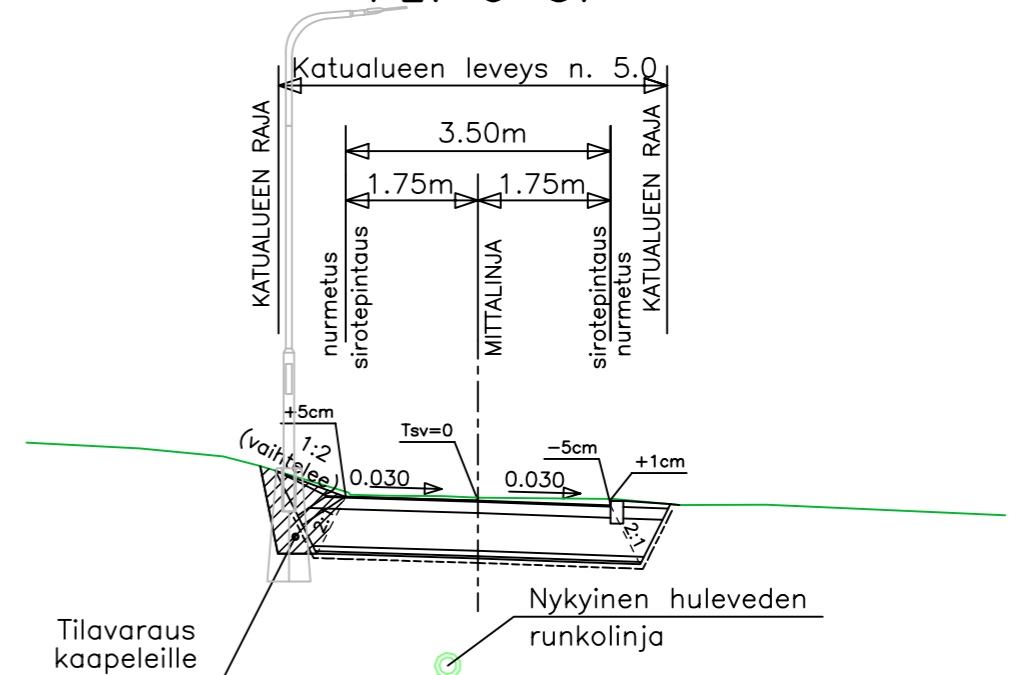 Katualueen leveys n. 5.0
3.50m
1.75m
1.75m
KATUALUEEN RAJA
nurmetus
sirotepintaus
MITTALINJA
sirotepintaus
nurmetus
KATUALUEEN RAJA
+5cm
Tsv=0
-5cm
+1cm
1:2
(vaihtelee)
0.030
0.030
2:1
2:1
Nykyinen huleveden
runkolinja
Tilavaraus
kaapeleille